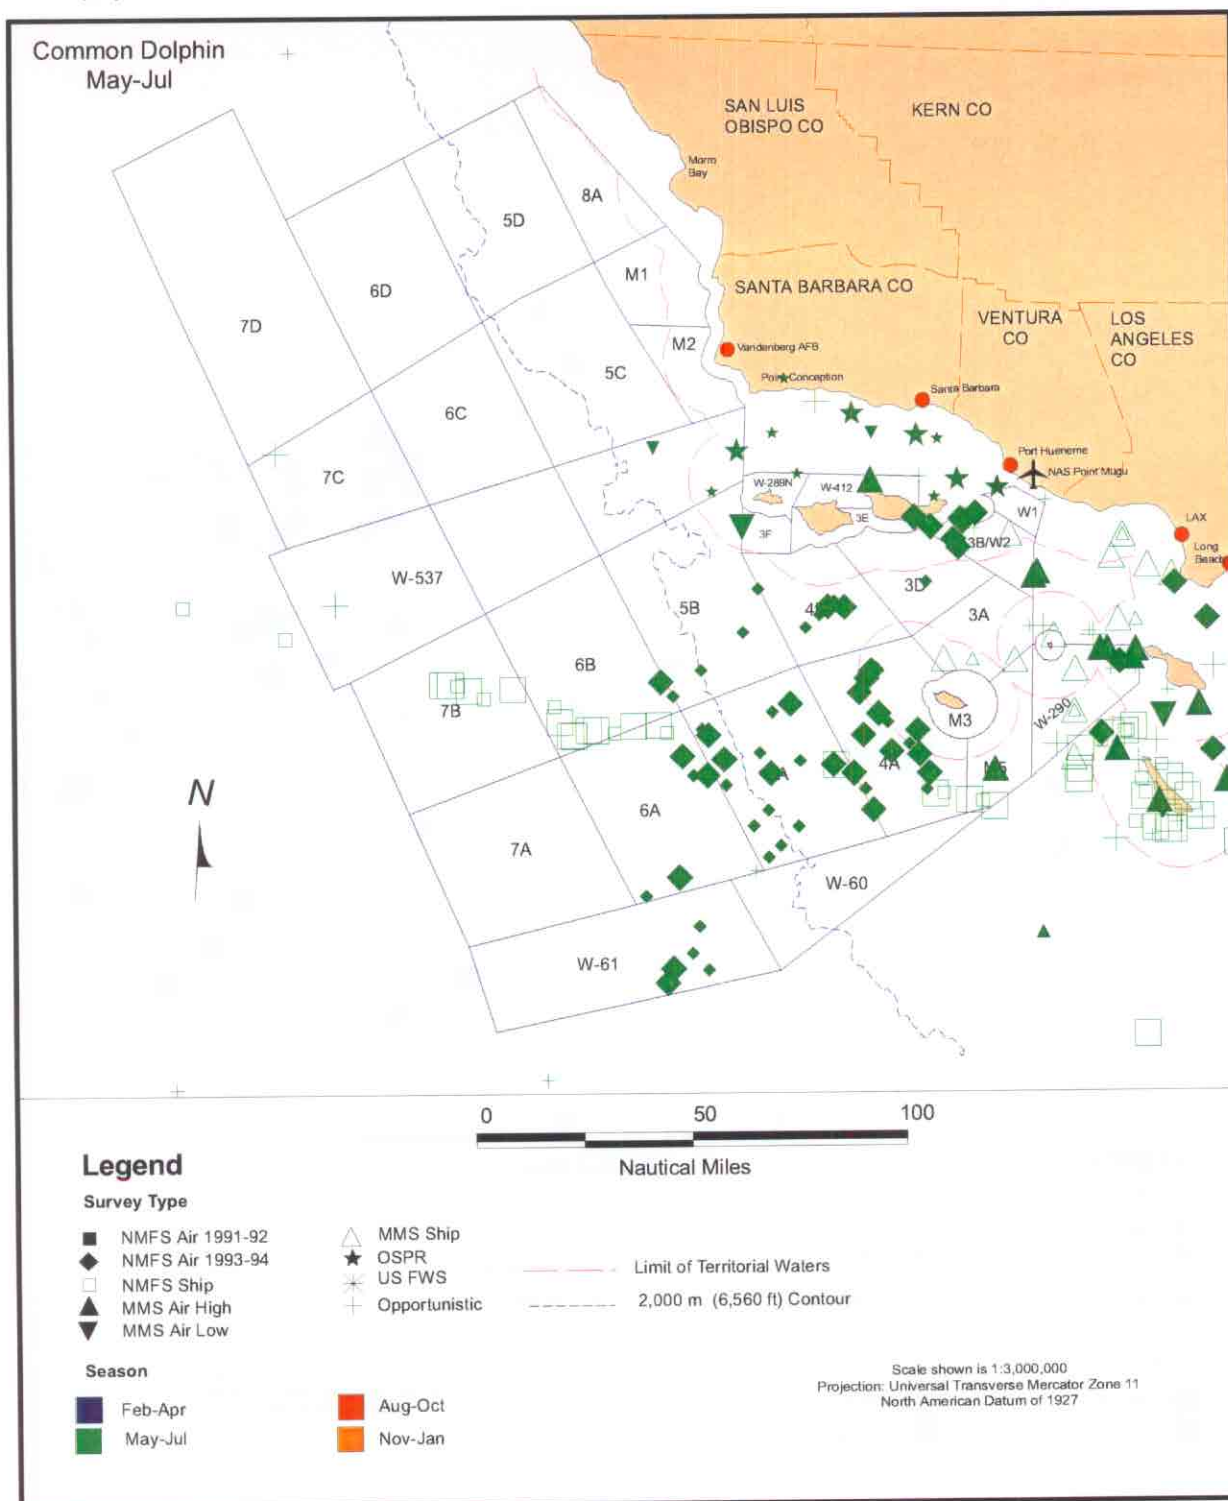 Common Dolphin
May-Jul
SAN LUIS
OBISPO CO
KERN CO
Morro
Bay
8A
5D
M1
SANTA BARBARA CO
6D
VENTURA
CO
LOS
ANGELES
CO
7D
M2
Vandenberg AFB
5C
Point Conception
Santa Barbara
6C
Port Hueneme
NAS Point Mugu
7C
W-289N
W-412
W1
3E
3F
LAX
3B/W2
Long
Beach
W-537
3D
5B
3A
6B
7B
M3
W-290
4A
M5
N
6A
7A
W-60
W-61
0
50
100
Nautical Miles
Legend
Survey Type
NMFS Air 1991-92
NMFS Air 1993-94
NMFS Ship
MMS Air High
MMS Air Low
MMS Ship
OSPR
US FWS
Opportunistic
Limit of Territorial Waters
2,000 m (6,560 ft) Contour
Season
Feb-Apr
May-Jul
Aug-Oct
Nov-Jan
Scale shown is 1:3,000,000
Projection: Universal Transverse Mercator Zone 11
North American Datum of 1927